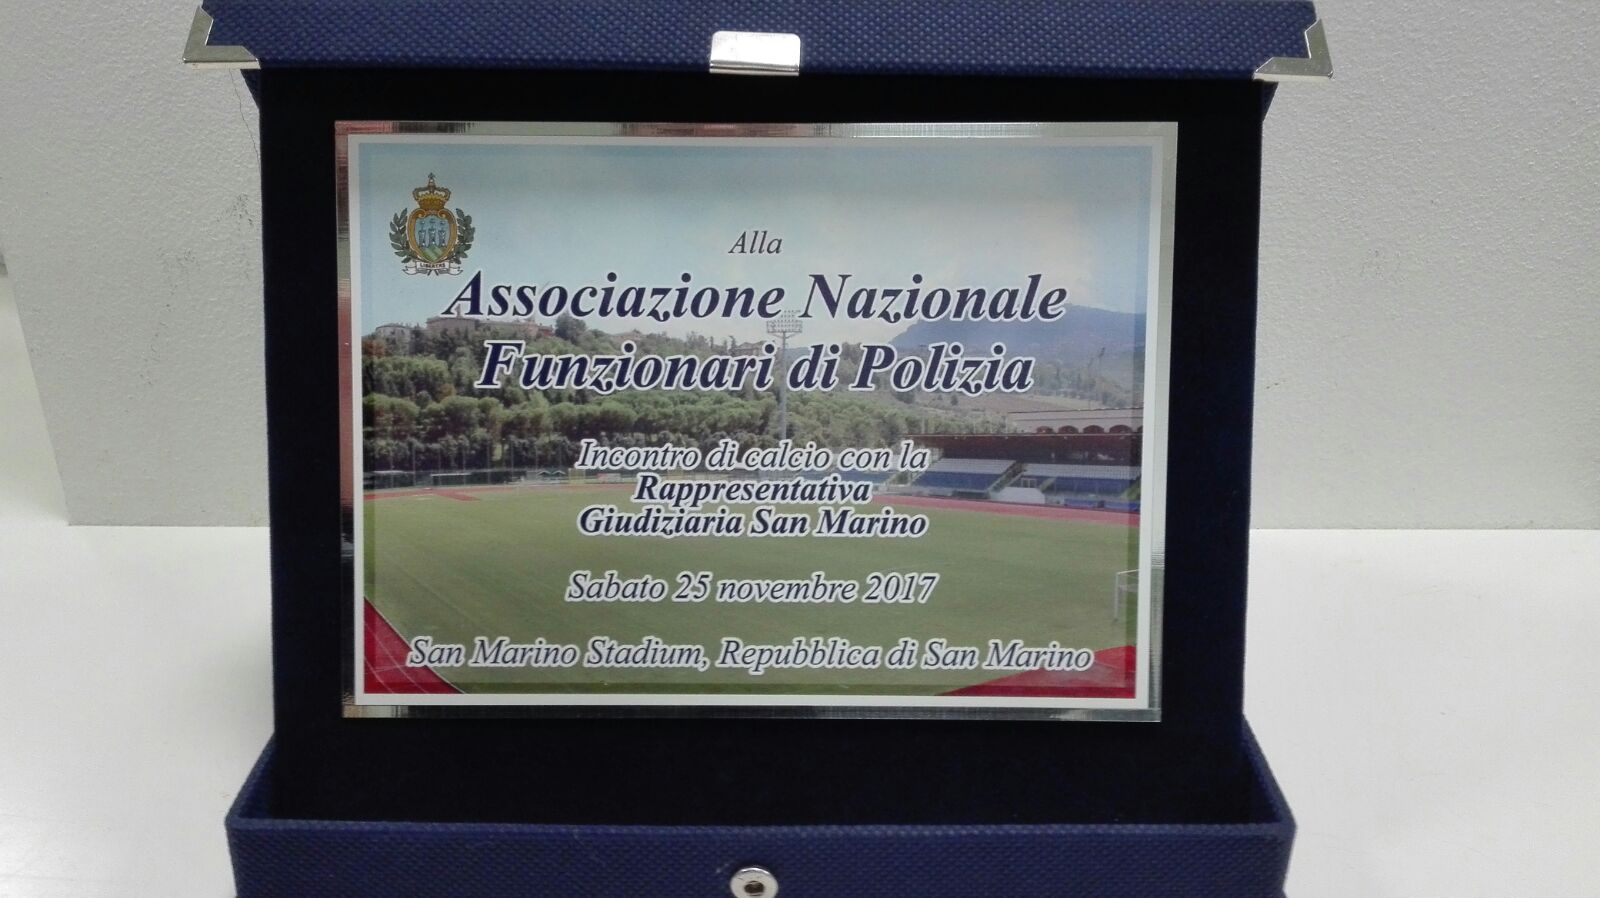 LIBERTAS
Alla
Associazione Nazionale
Funzionari di Polizia
Incontro di calcio con la
Rappresentativa
Giudiziaria San Marino
Sabato 25 novembre 2017
San Marino Stadium, Repubblica di San Marino